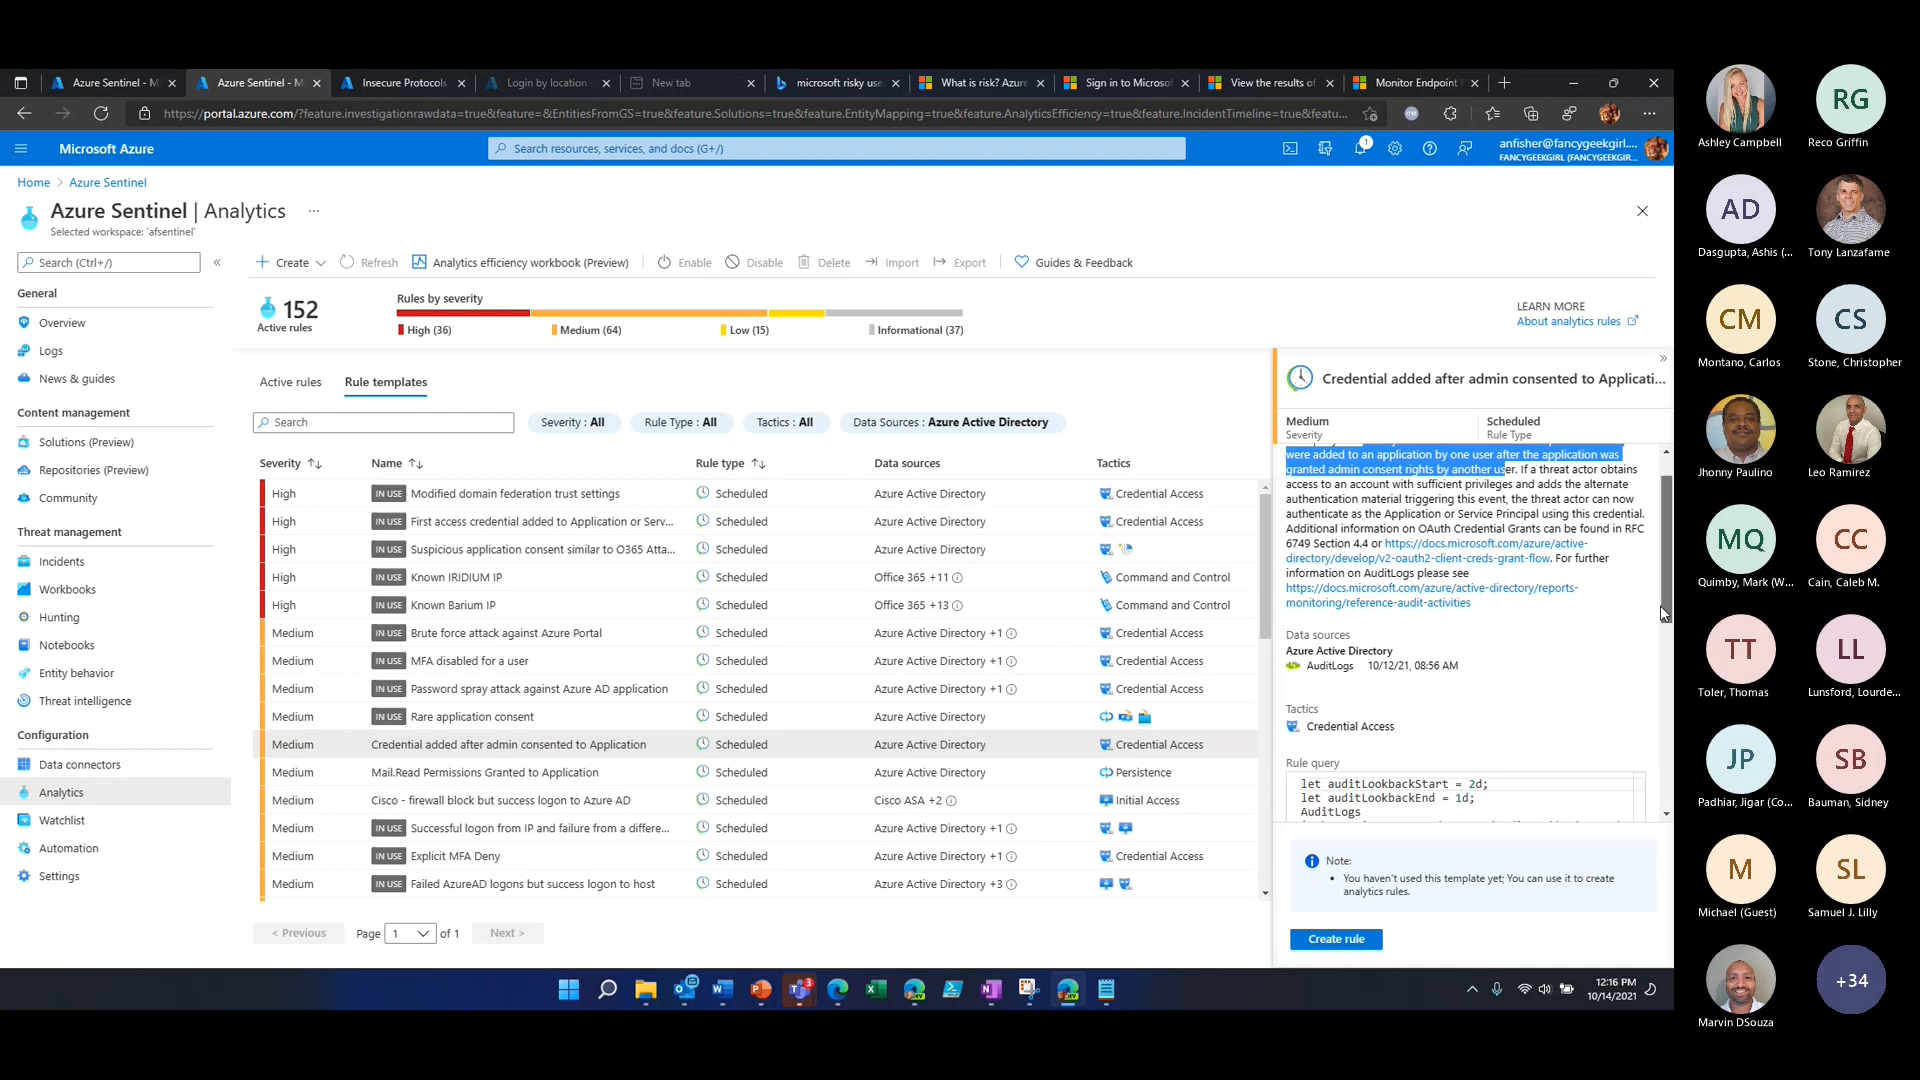 Azure Sentinel - M
Azure Sentinel - M
Insecure Protocols
Login by location -
New tab
microsoft risky use
What is risk? Azure
Sign in to Microsof
View the results of
Monitor Endpoint
https://portal.azure.com/?feature.investigationrawdata=true&feature=&EntitiesFromGS=true&feature.Solutions=true&feature.EntityMapping=true&feature.AnalyticsEfficiency=true&feature.IncidentTimeline=true&featu...
Microsoft Azure
Search resources, services, and docs (G+/)
1
anfisher@fancygeekgirl....
FANCYGEEKGIRL (FANCYGEEKGIR...
Home > Azure Sentinel
Azure Sentinel | Analytics ...
Selected workspace: 'afsentinel'
Search (Ctrl+/)
«
General
Overview
Logs
News & guides
Content management
Solutions (Preview)
Repositories (Preview)
Community
Threat management
Incidents
Workbooks
Hunting
Notebooks
Entity behavior
Threat intelligence
Configuration
Data connectors
Analytics
Watchlist
Automation
Settings
Create
Refresh
Analytics efficiency workbook (Preview)
Enable
Disable
Delete
Import
Export
Guides & Feedback
152
Active rules
Rules by severity
High (36)
Medium (64)
Low (15)
Informational (37)
LEARN MORE
About analytics rules
Active rules
Rule templates
Search
Severity : All
Rule Type : All
Tactics : All
Data Sources : Azure Active Directory
Severity Name Rule type Data sources Tactics
High IN USE Modified domain federation trust settings Scheduled Azure Active Directory Credential Access
High IN USE First access credential added to Application or Serv... Scheduled Azure Active Directory Credential Access
High IN USE Suspicious application consent similar to O365 Atta... Scheduled Azure Active Directory
High IN USE Known IRIDIUM IP Scheduled Office 365 +11 Command and Control
High IN USE Known Barium IP Scheduled Office 365 +13 Command and Control
Medium IN USE Brute force attack against Azure Portal Scheduled Azure Active Directory +1 Credential Access
Medium IN USE MFA disabled for a user Scheduled Azure Active Directory +1 Credential Access
Medium IN USE Password spray attack against Azure AD application Scheduled Azure Active Directory +1 Credential Access
Medium IN USE Rare application consent Scheduled Azure Active Directory
Medium Credential added after admin consented to Application Scheduled Azure Active Directory Credential Access
Medium Mail.Read Permissions Granted to Application Scheduled Azure Active Directory Persistence
Medium Cisco - firewall block but success logon to Azure AD Scheduled Cisco ASA +2 Initial Access
Medium IN USE Successful logon from IP and failure from a differe... Scheduled Azure Active Directory +1
Medium IN USE Explicit MFA Deny Scheduled Azure Active Directory +1 Credential Access
Medium IN USE Failed AzureAD logons but success logon to host Scheduled Azure Active Directory +3
< Previous
Page 1 of 1
Next >
»
Credential added after admin consented to Applicati...
Medium
Severity
Scheduled
Rule Type
were added to an application by one user after the application was
granted admin consent rights by another user. If a threat actor obtains
access to an account with sufficient privileges and adds the alternate
authentication material triggering this event, the threat actor can now
authenticate as the Application or Service Principal using this credential.
Additional information on OAuth Credential Grants can be found in RFC
6749 Section 4.4 or https://docs.microsoft.com/azure/active-
directory/develop/v2-oauth2-client-creds-grant-flow. For further
information on AuditLogs please see
https://docs.microsoft.com/azure/active-directory/reports-
monitoring/reference-audit-activities
Data sources
Azure Active Directory
AuditLogs 10/12/21, 08:56 AM
Tactics
Credential Access
Rule query
let auditLookbackStart = 2d;
let auditLookbackEnd = 1d;
AuditLogs
Note:
• You haven't used this template yet; You can use it to create
analytics rules.
Create rule
12:16 PM
10/14/2021
Ashley Campbell
RG
Reco Griffin
AD
Dasgupta, Ashis (...
Tony Lanzafame
CM
Montano, Carlos
CS
Stone, Christopher
Jhonny Paulino
Leo Ramirez
MQ
Quimby, Mark (W...
CC
Cain, Caleb M.
TT
Toler, Thomas
LL
Lunsford, Lourde...
JP
Padhiar, Jigar (Co...
SB
Bauman, Sidney
M
Michael (Guest)
SL
Samuel J. Lilly
Marvin DSouza
+34